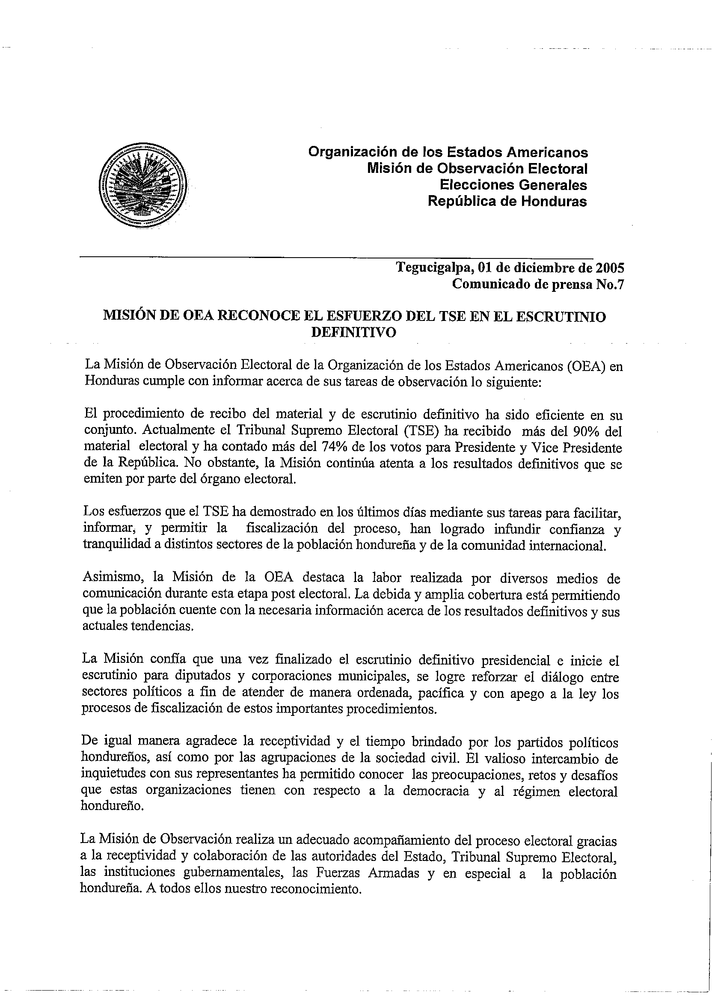 Organización de los Estados Americanos
Misión de Observación Electoral
Elecciones Generales
República de Honduras
Tegucigalpa, 01 de diciembre de 2005
Comunicado de prensa No.7
MISIÓN DE OEA RECONOCE EL ESFUERZO DEL TSE EN EL ESCRUTINIO
DEFINITIVO
La Misión de Observación Electoral de la Organización de los Estados Americanos (OEA) en
Honduras cumple con informar acerca de sus tareas de observación lo siguiente:
El procedimiento de recibo del material y de escrutinio definitivo ha sido eficiente en su
conjunto. Actualmente el Tribunal Supremo Electoral (TSE) ha recibido más del 90% del
material electoral y ha contado más del 74% de los votos para Presidente y Vice Presidente
de la República. No obstante, la Misión continúa atenta a los resultados definitivos que se
emiten por parte del órgano electoral.
Los esfuerzos que el TSE ha demostrado en los últimos días mediante sus tareas para facilitar,
informar, y permitir la fiscalización del proceso, han logrado infundir confianza y
tranquilidad a distintos sectores de la población hondureña y de la comunidad internacional.
Asimismo, la Misión de la OEA destaca la labor realizada por diversos medios de
comunicación durante esta etapa post electoral. La debida y amplia cobertura está permitiendo
que la población cuente con la necesaria información acerca de los resultados definitivos y sus
actuales tendencias.
La Misión confía que una vez finalizado el escrutinio definitivo presidencial e inicie el
escrutinio para diputados y corporaciones municipales, se logre reforzar el diálogo entre
sectores políticos a fin de atender de manera ordenada, pacífica y con apego a la ley los
procesos de fiscalización de estos importantes procedimientos.
De igual manera agradece la receptividad y el tiempo brindado por los partidos políticos
hondureños, así como por las agrupaciones de la sociedad civil. El valioso intercambio de
inquietudes con sus representantes ha permitido conocer las preocupaciones, retos y desafíos
que estas organizaciones tienen con respecto a la democracia y al régimen electoral
hondureño.
La Misión de Observación realiza un adecuado acompañamiento del proceso electoral gracias
a la receptividad y colaboración de las autoridades del Estado, Tribunal Supremo Electoral,
las instituciones gubernamentales, las Fuerzas Armadas y en especial a la población
hondureña. A todos ellos nuestro reconocimiento.